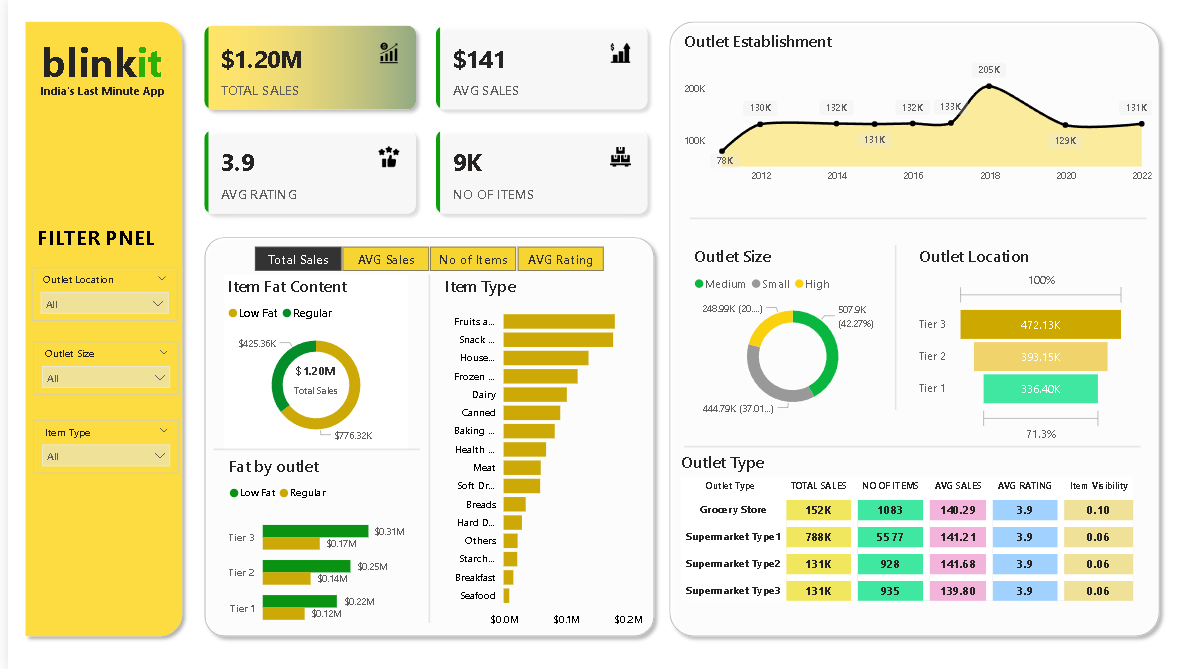 blinkit
India's Last Minute App
FILTER PNEL
Outlet Location
All
Outlet Size
All
Item Type
All
$1.20M
TOTAL SALES
$141
AVG SALES
3.9
AVG RATING
9K
NO OF ITEMS
Total Sales AVG Sales No of Items AVG Rating
Item Fat Content
Low Fat Regular
$425.36K
$1.20M
Total Sales
$776.32K
Fat by outlet
Low Fat Regular
Tier 3 $0.31M
$0.17M
Tier 2 $0.25M
$0.14M
Tier 1 $0.22M
$0.12M
Item Type
Fruits a...
Snack ...
House...
Frozen ...
Dairy
Canned
Baking ...
Health ...
Meat
Soft Dr...
Breads
Hard D...
Others
Starch...
Breakfast
Seafood
$0.0M $0.1M $0.2M
Outlet Establishment
200K
100K
78K 130K 132K 131K 132K 133K 205K 129K 131K
2012 2014 2016 2018 2020 2022
Outlet Size
Medium Small High
248.99K (20....)
507.9K
(42.27%)
444.79K (37.01...)
Outlet Location
100%
Tier 3 472.13K
Tier 2 393.15K
Tier 1 336.40K
71.3%
Outlet Type
Outlet Type TOTAL SALES NO OF ITEMS AVG SALES AVG RATING Item Visibility
Grocery Store 152K 1083 140.29 3.9 0.10
Supermarket Type1 788K 5577 141.21 3.9 0.06
Supermarket Type2 131K 928 141.68 3.9 0.06
Supermarket Type3 131K 935 139.80 3.9 0.06